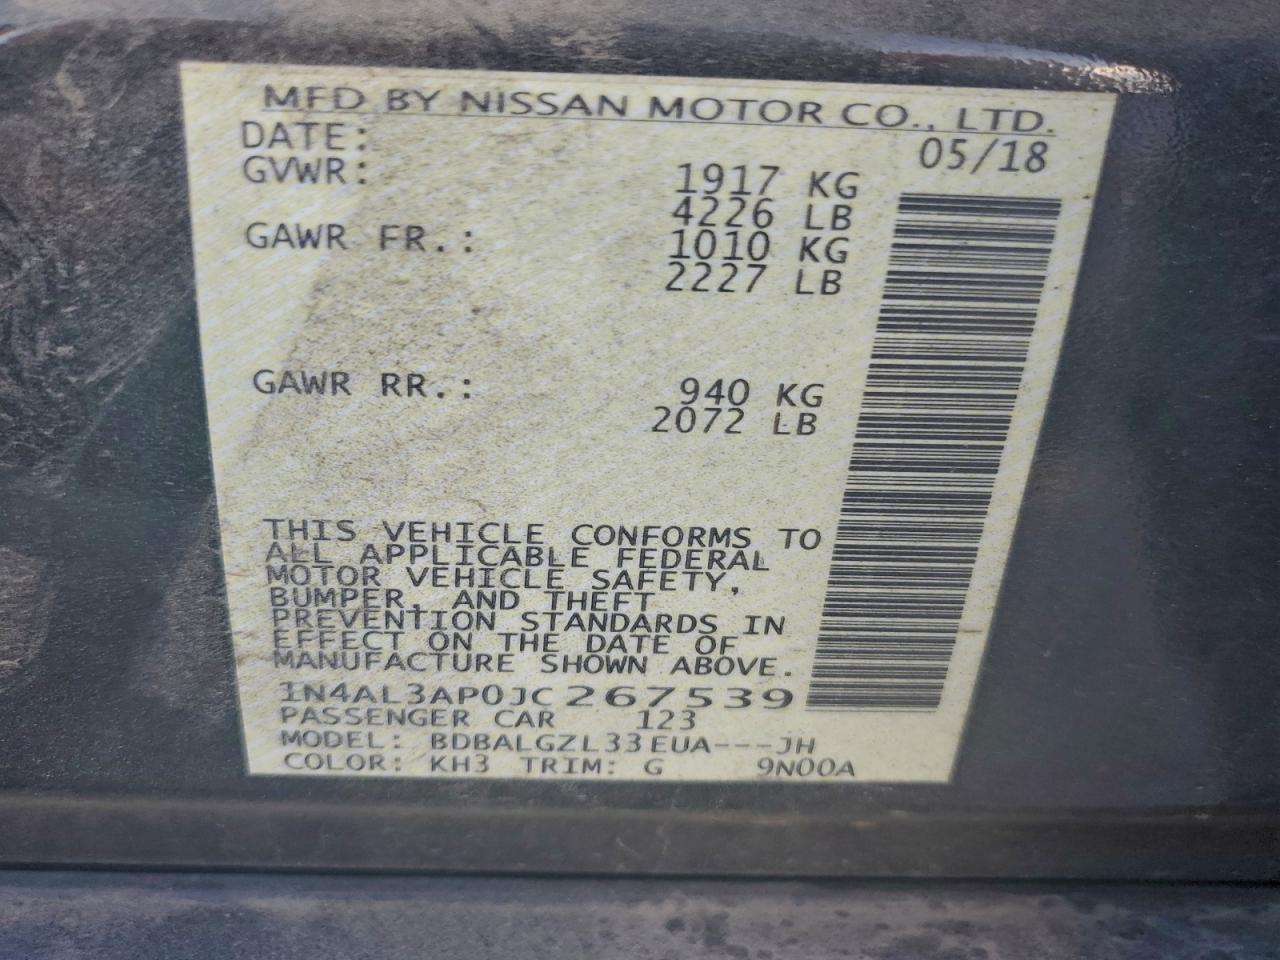 MFD BY NISSAN MOTOR CO., LTD.
DATE: 05/18
GVWR: 1917 KG
4226 LB
GAWR FR.: 1010 KG
2227 LB
GAWR RR.: 940 KG
2072 LB
THIS VEHICLE CONFORMS TO
ALL APPLICABLE FEDERAL
MOTOR VEHICLE SAFETY,
BUMPER, AND THEFT
PREVENTION STANDARDS IN
EFFECT ON THE DATE OF
MANUFACTURE SHOWN ABOVE.
1N4AL3AP0JC267539
PASSENGER CAR 123
MODEL: BDBALGZL33EUA---JH
COLOR: KH3 TRIM: G 9N00A